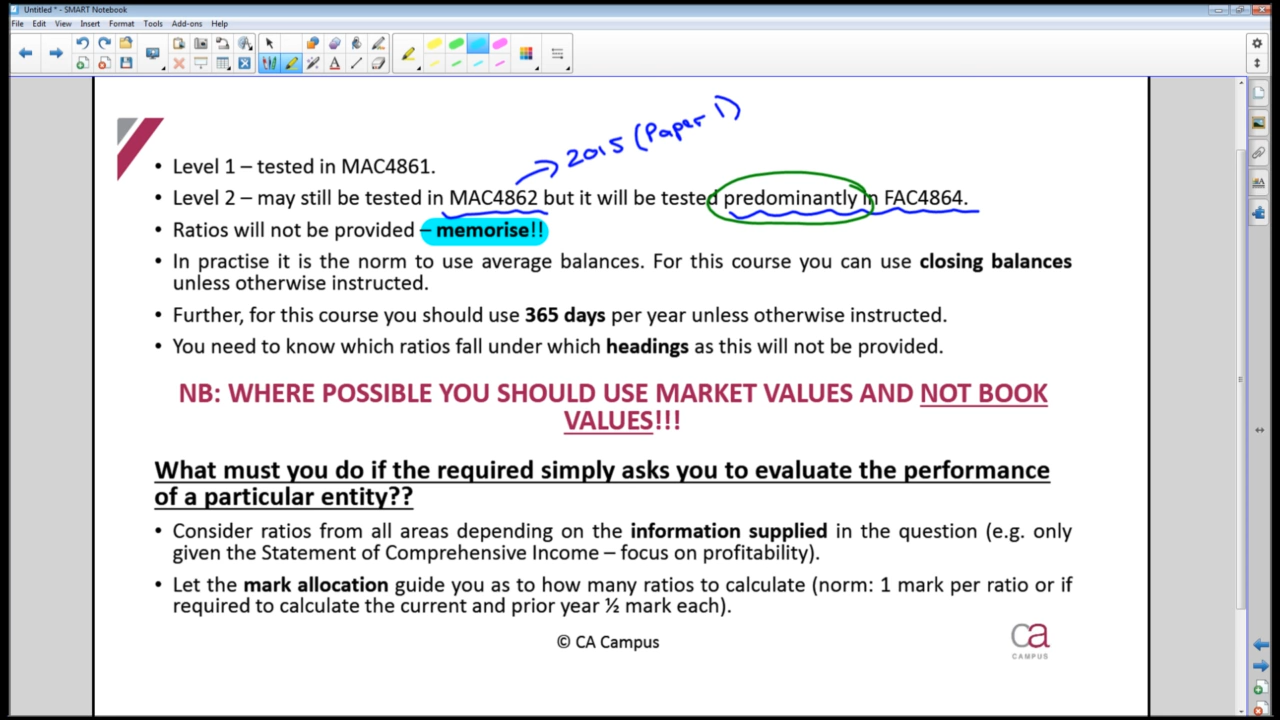 Untitled * - SMART Notebook
File Edit View Insert Format Tools Add-ons Help
2015 (Paper 1)
• Level 1 – tested in MAC4861.
• Level 2 – may still be tested in MAC4862 but it will be tested predominantly in FAC4864.
• Ratios will not be provided – memorise!!
• In practise it is the norm to use average balances. For this course you can use closing balances
unless otherwise instructed.
• Further, for this course you should use 365 days per year unless otherwise instructed.
• You need to know which ratios fall under which headings as this will not be provided.
NB: WHERE POSSIBLE YOU SHOULD USE MARKET VALUES AND NOT BOOK
VALUES!!!
What must you do if the required simply asks you to evaluate the performance
of a particular entity??
• Consider ratios from all areas depending on the information supplied in the question (e.g. only
given the Statement of Comprehensive Income – focus on profitability).
• Let the mark allocation guide you as to how many ratios to calculate (norm: 1 mark per ratio or if
required to calculate the current and prior year ½ mark each).
© CA Campus
ca
CAMPUS